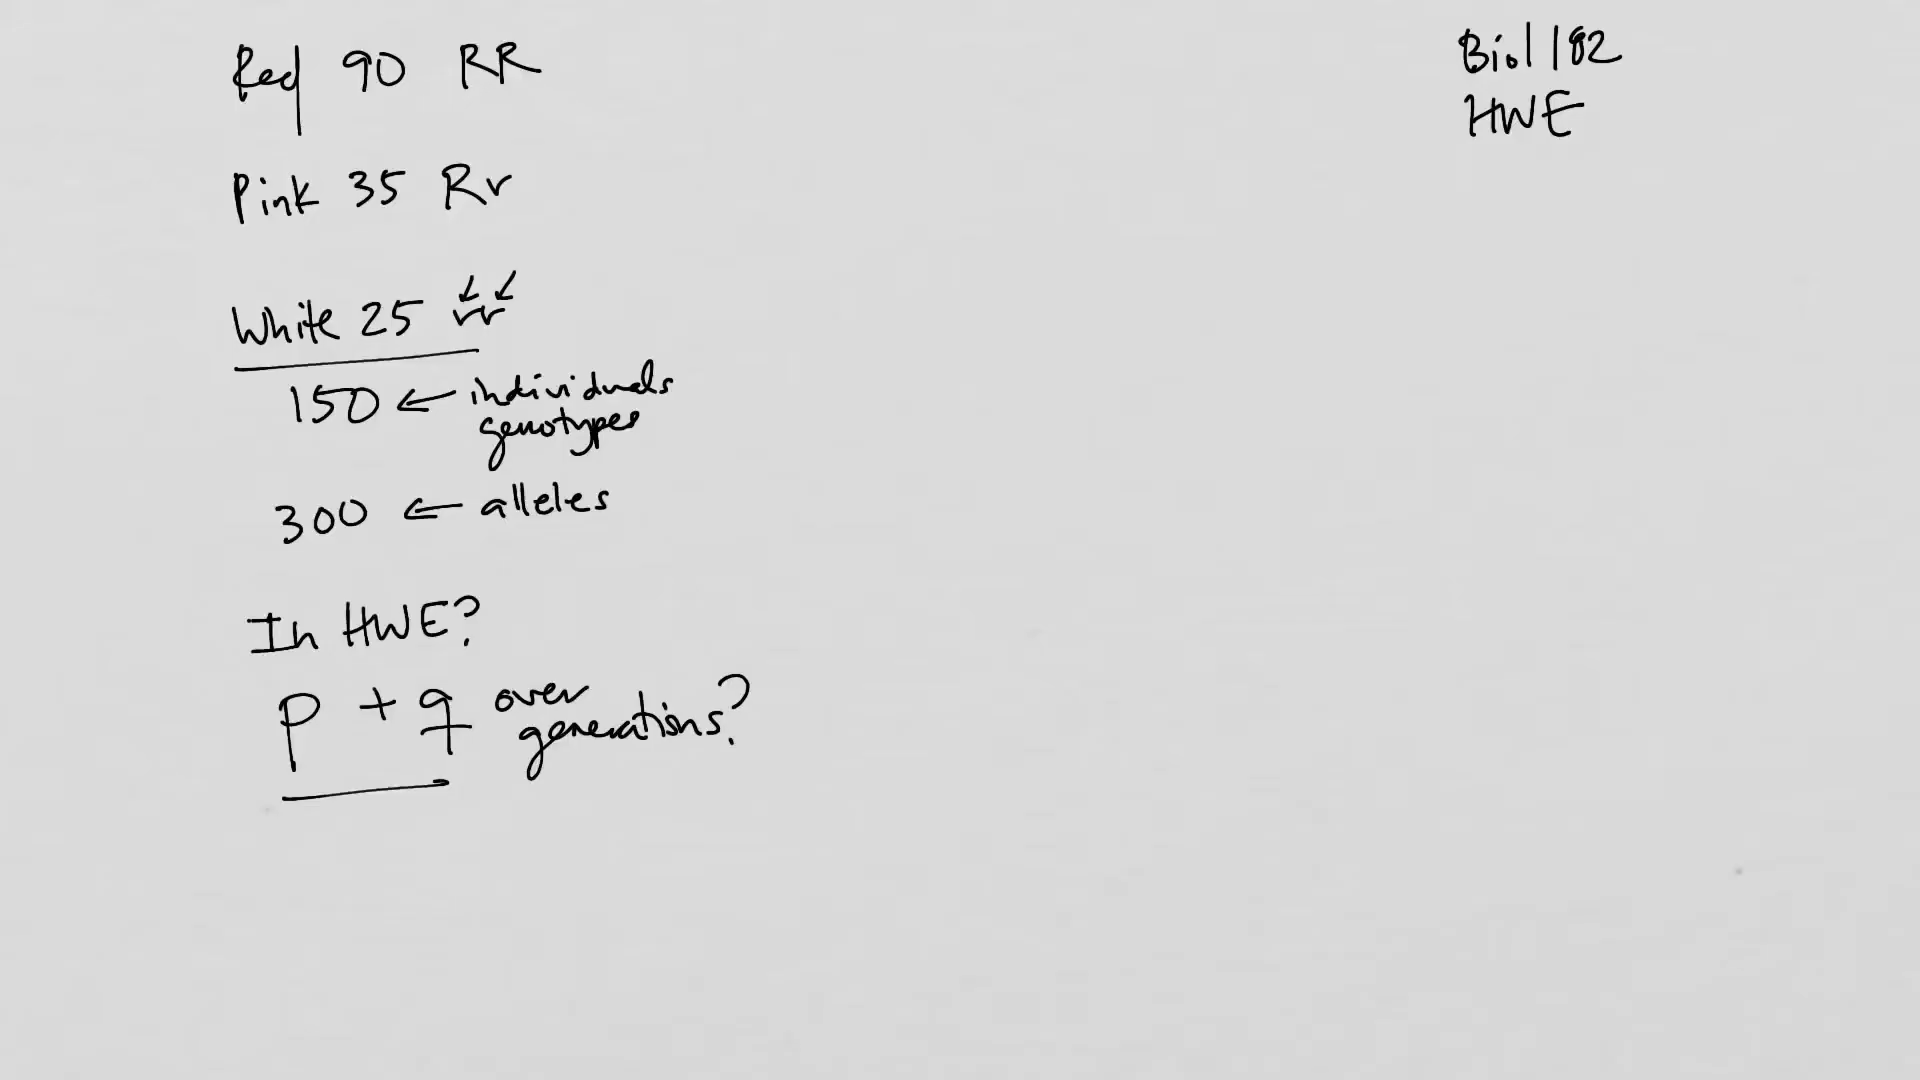 Red 90 RR
Pink 35 Rr
White 25 rr
150 ← individuals
genotypes
300 ← alleles
In HWE?
p + q over
generations?
Biol 182
HWE